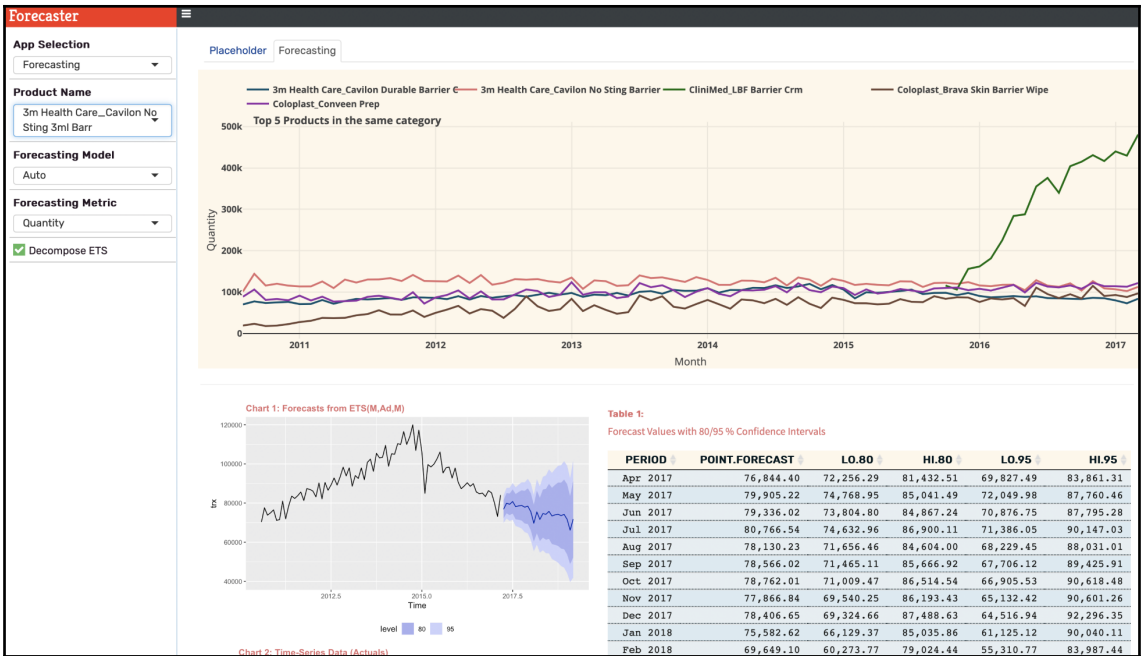 Forecaster
App Selection
Forecasting
Product Name
3m Health Care_Cavilon No
Sting 3ml Barr
Forecasting Model
Auto
Forecasting Metric
Quantity
Decompose ETS
Placeholder Forecasting
3m Health Care_Cavilon Durable Barrier C 3m Health Care_Cavilon No Sting Barrier CliniMed_LBF Barrier Crm Coloplast_Brava Skin Barrier Wipe
Coloplast_Conveen Prep
Top 5 Products in the same category
500k
400k
300k
200k
100k
0
Quantity
2011 2012 2013 2014 2015 2016 2017
Month
Chart 1: Forecasts from ETS(M,Ad,M)
120000
100000
80000
60000
40000
trx
2012.5 2015.0 2017.5
Time
level 80 95
Chart 2: Time-Series Data (Actuals)
Table 1:
Forecast Values with 80/95 % Confidence Intervals
PERIOD POINT.FORECAST LO.80 HI.80 LO.95 HI.95
Apr 2017 76,844.40 72,256.29 81,432.51 69,827.49 83,861.31
May 2017 79,905.22 74,768.95 85,041.49 72,049.98 87,760.46
Jun 2017 79,336.02 73,804.80 84,867.24 70,876.75 87,795.28
Jul 2017 80,766.54 74,632.96 86,900.11 71,386.05 90,147.03
Aug 2017 78,130.23 71,656.46 84,604.00 68,229.45 88,031.01
Sep 2017 78,566.02 71,465.11 85,666.92 67,706.12 89,425.91
Oct 2017 78,762.01 71,009.47 86,514.54 66,905.53 90,618.48
Nov 2017 77,866.84 69,540.25 86,193.43 65,132.42 90,601.26
Dec 2017 78,406.65 69,324.66 87,488.63 64,516.94 92,296.35
Jan 2018 75,582.62 66,129.37 85,035.86 61,125.12 90,040.11
Feb 2018 69,649.10 60,273.77 79,024.44 55,310.77 83,987.44